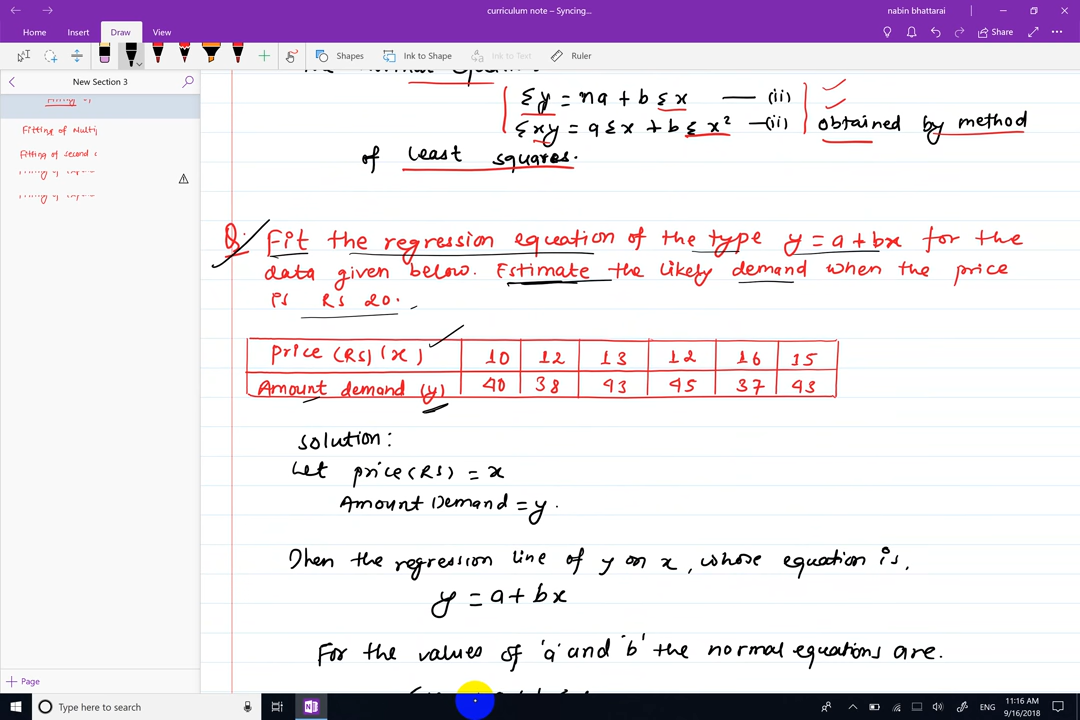 curriculum note - Syncing...
nabin bhattarai
Home Insert Draw View
Share
Shapes Ink to Shape Ink to Text Ruler
New Section 3
Fitting of Multip
Fitting of second o
Σy = na + b Σx —— (ii)
Σxy = a Σx + b Σx² —(ii) obtained by method
of least squares.
Q. Fit the regression equation of the type y = a + bx for the
data given below. Estimate the likely demand when the price
is Rs 20.
Price (RS) (x) 10 12 13 12 16 15
Amount demand (y) 40 38 43 45 37 43
Solution:
Let price(RS) = x
Amount Demand = y.
Then the regression line of y on x, whose equation is,
y = a + bx
For the values of 'a' and 'b' the normal equations are.
+ Page
Type here to search
ENG
11:16 AM
9/16/2018